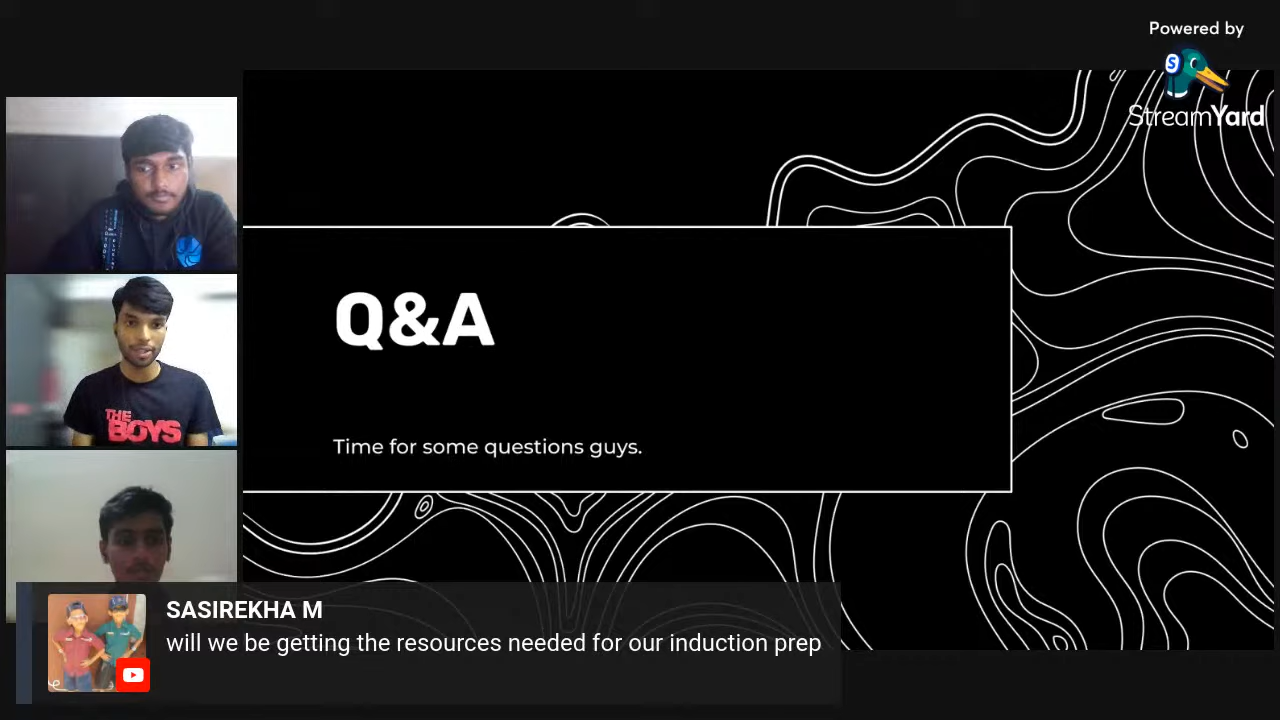 Powered by
StreamYard
Q&A
Time for some questions guys.
THE
BOYS
SASIREKHA M
will we be getting the resources needed for our induction prep